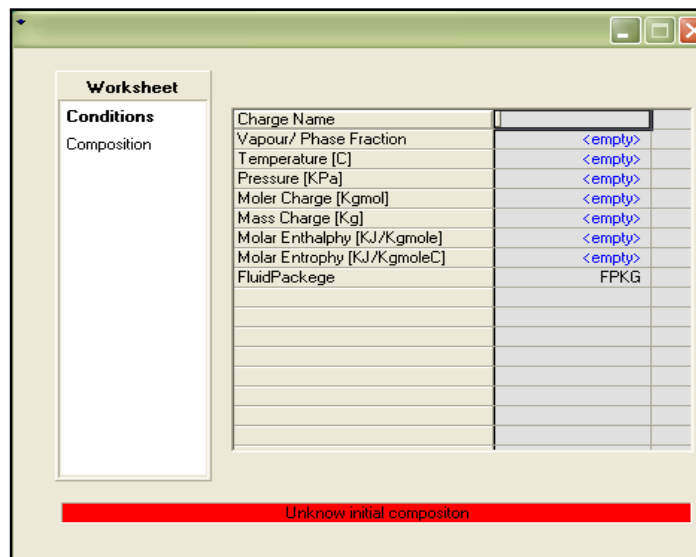 Worksheet
Conditions
Composition
Charge Name
Vapour/ Phase Fraction <empty>
Temperature [C] <empty>
Pressure [KPa] <empty>
Moler Charge [Kgmol] <empty>
Mass Charge [Kg] <empty>
Molar Enthalphy [KJ/Kgmole] <empty>
Molar Entrophy [KJ/KgmoleC] <empty>
FluidPackege FPKG
Unknow initial compositon